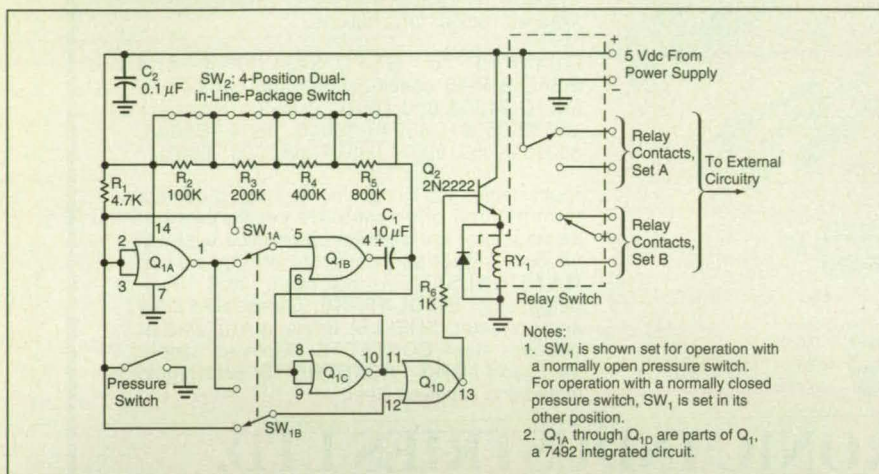 C2
0.1 µF
SW2: 4-Position Dual-
in-Line-Package Switch
+
5 Vdc From
Power Supply
−
R1
4.7K
R2
100K
R3
200K
R4
400K
R5
800K
Q2
2N2222
Relay
Contacts,
Set A
To External
Circuitry
Relay
Contacts,
Set B
14
2
3
Q1A
1
7
SW1A
5
6
Q1B
4
+
C1
10 µF
R6
1K
RY1
Relay Switch
Pressure
Switch
8
9
Q1C
10
11
12
Q1D
13
SW1B
Notes:
1. SW1 is shown set for operation with
a normally open pressure switch.
For operation with a normally closed
pressure switch, SW1 is set in its
other position.
2. Q1A through Q1D are parts of Q1,
a 7492 integrated circuit.